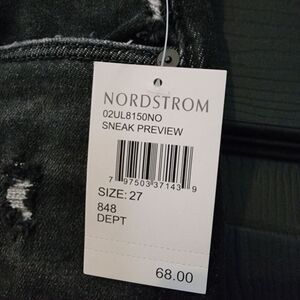 NORDSTROM
02UL8150NO
SNEAK PREVIEW
7 97503 37143 9
SIZE: 27
848
DEPT
68.00